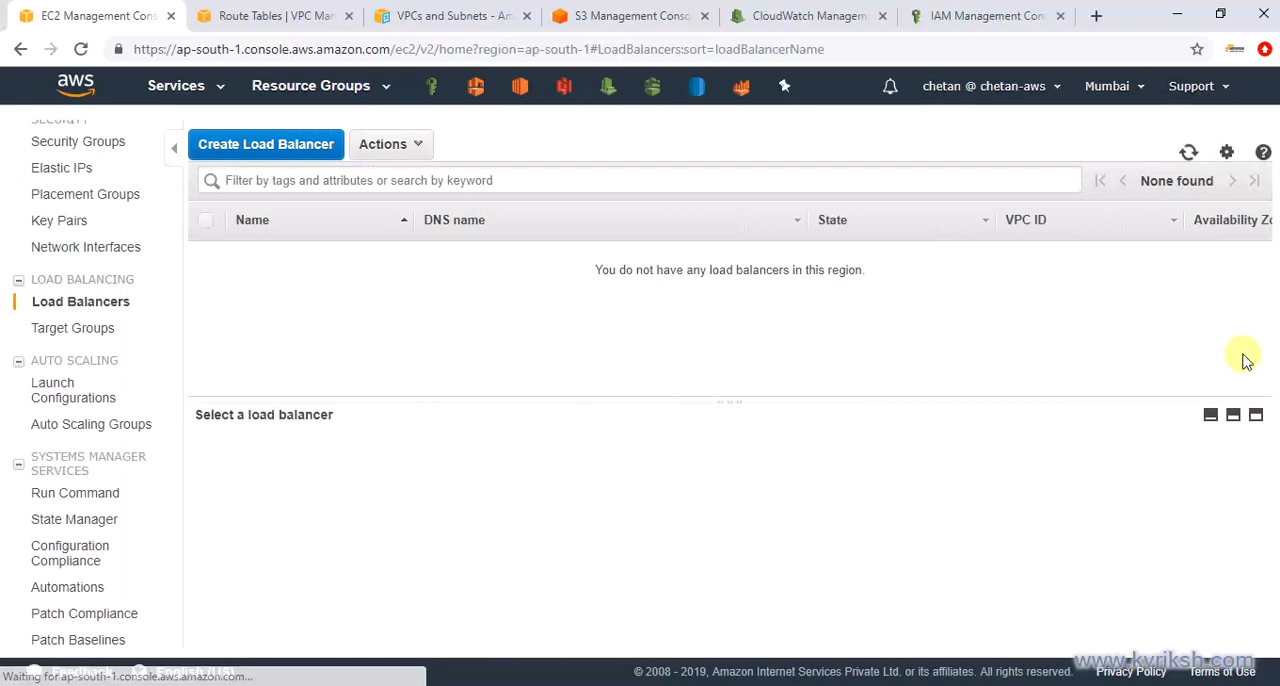 EC2 Management Cons
Route Tables | VPC Man
VPCs and Subnets - Am
S3 Management Conso
CloudWatch Managem
IAM Management Con
https://ap-south-1.console.aws.amazon.com/ec2/v2/home?region=ap-south-1#LoadBalancers:sort=loadBalancerName
aws
Services
Resource Groups
chetan @ chetan-aws
Mumbai
Support
SECURITY
Security Groups
Elastic IPs
Placement Groups
Key Pairs
Network Interfaces
LOAD BALANCING
Load Balancers
Target Groups
AUTO SCALING
Launch
Configurations
Auto Scaling Groups
SYSTEMS MANAGER
SERVICES
Run Command
State Manager
Configuration
Compliance
Automations
Patch Compliance
Patch Baselines
Create Load Balancer
Actions
Filter by tags and attributes or search by keyword
None found
Name
DNS name
State
VPC ID
Availability Zo
You do not have any load balancers in this region.
Select a load balancer
Feedback
English (US)
Waiting for ap-south-1.console.aws.amazon.com...
© 2008 - 2019, Amazon Internet Services Private Ltd. or its affiliates. All rights reserved.
Privacy Policy
Terms of Use
www.kvriksh.com